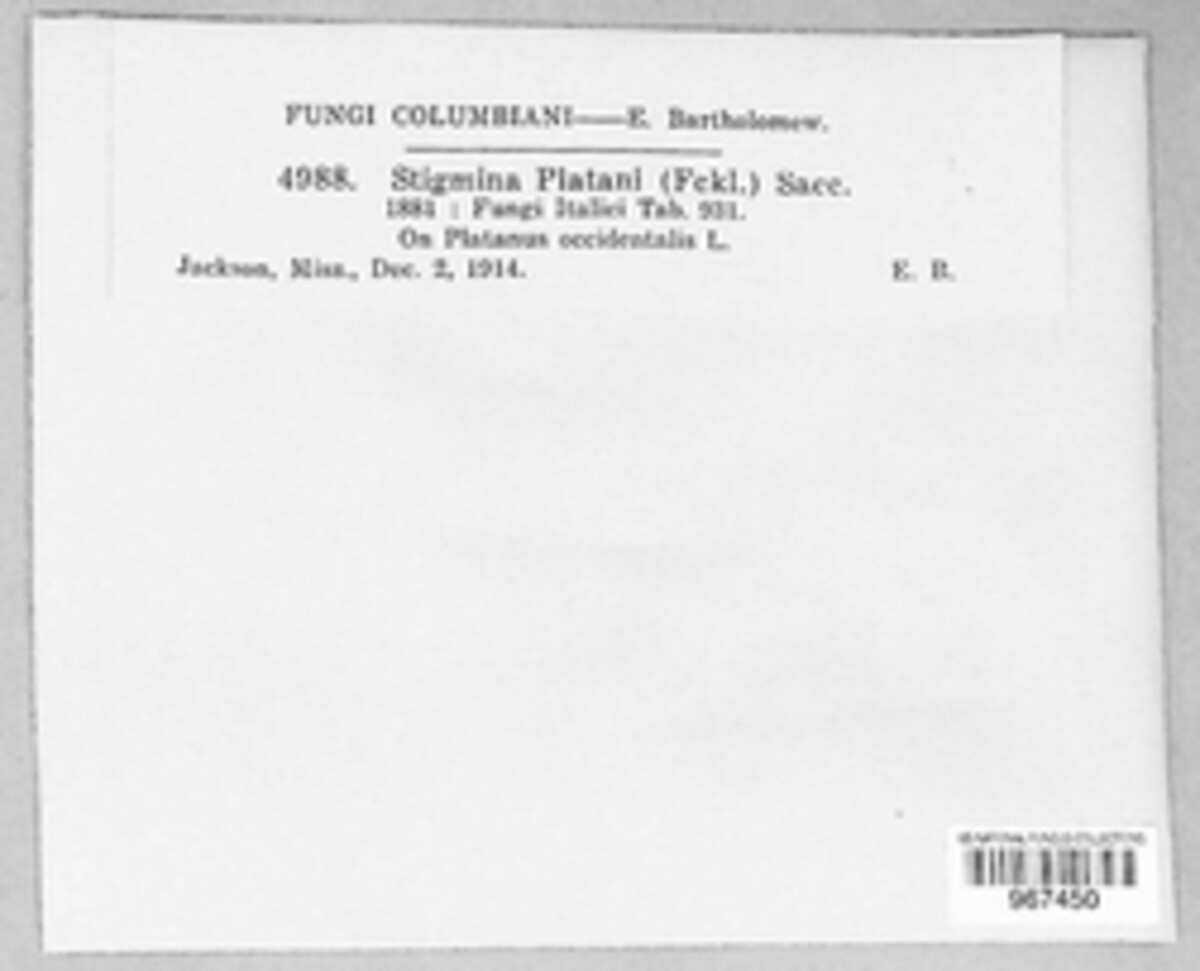 FUNGI COLUMBIANI——E. Bartholomew.
4988. Stigmina Platani (Fckl.) Sacc.
1881 : Fungi Italici Tab. 931.
On Platanus occidentalis L.
Jackson, Miss., Dec. 2, 1914. E. B.
967450